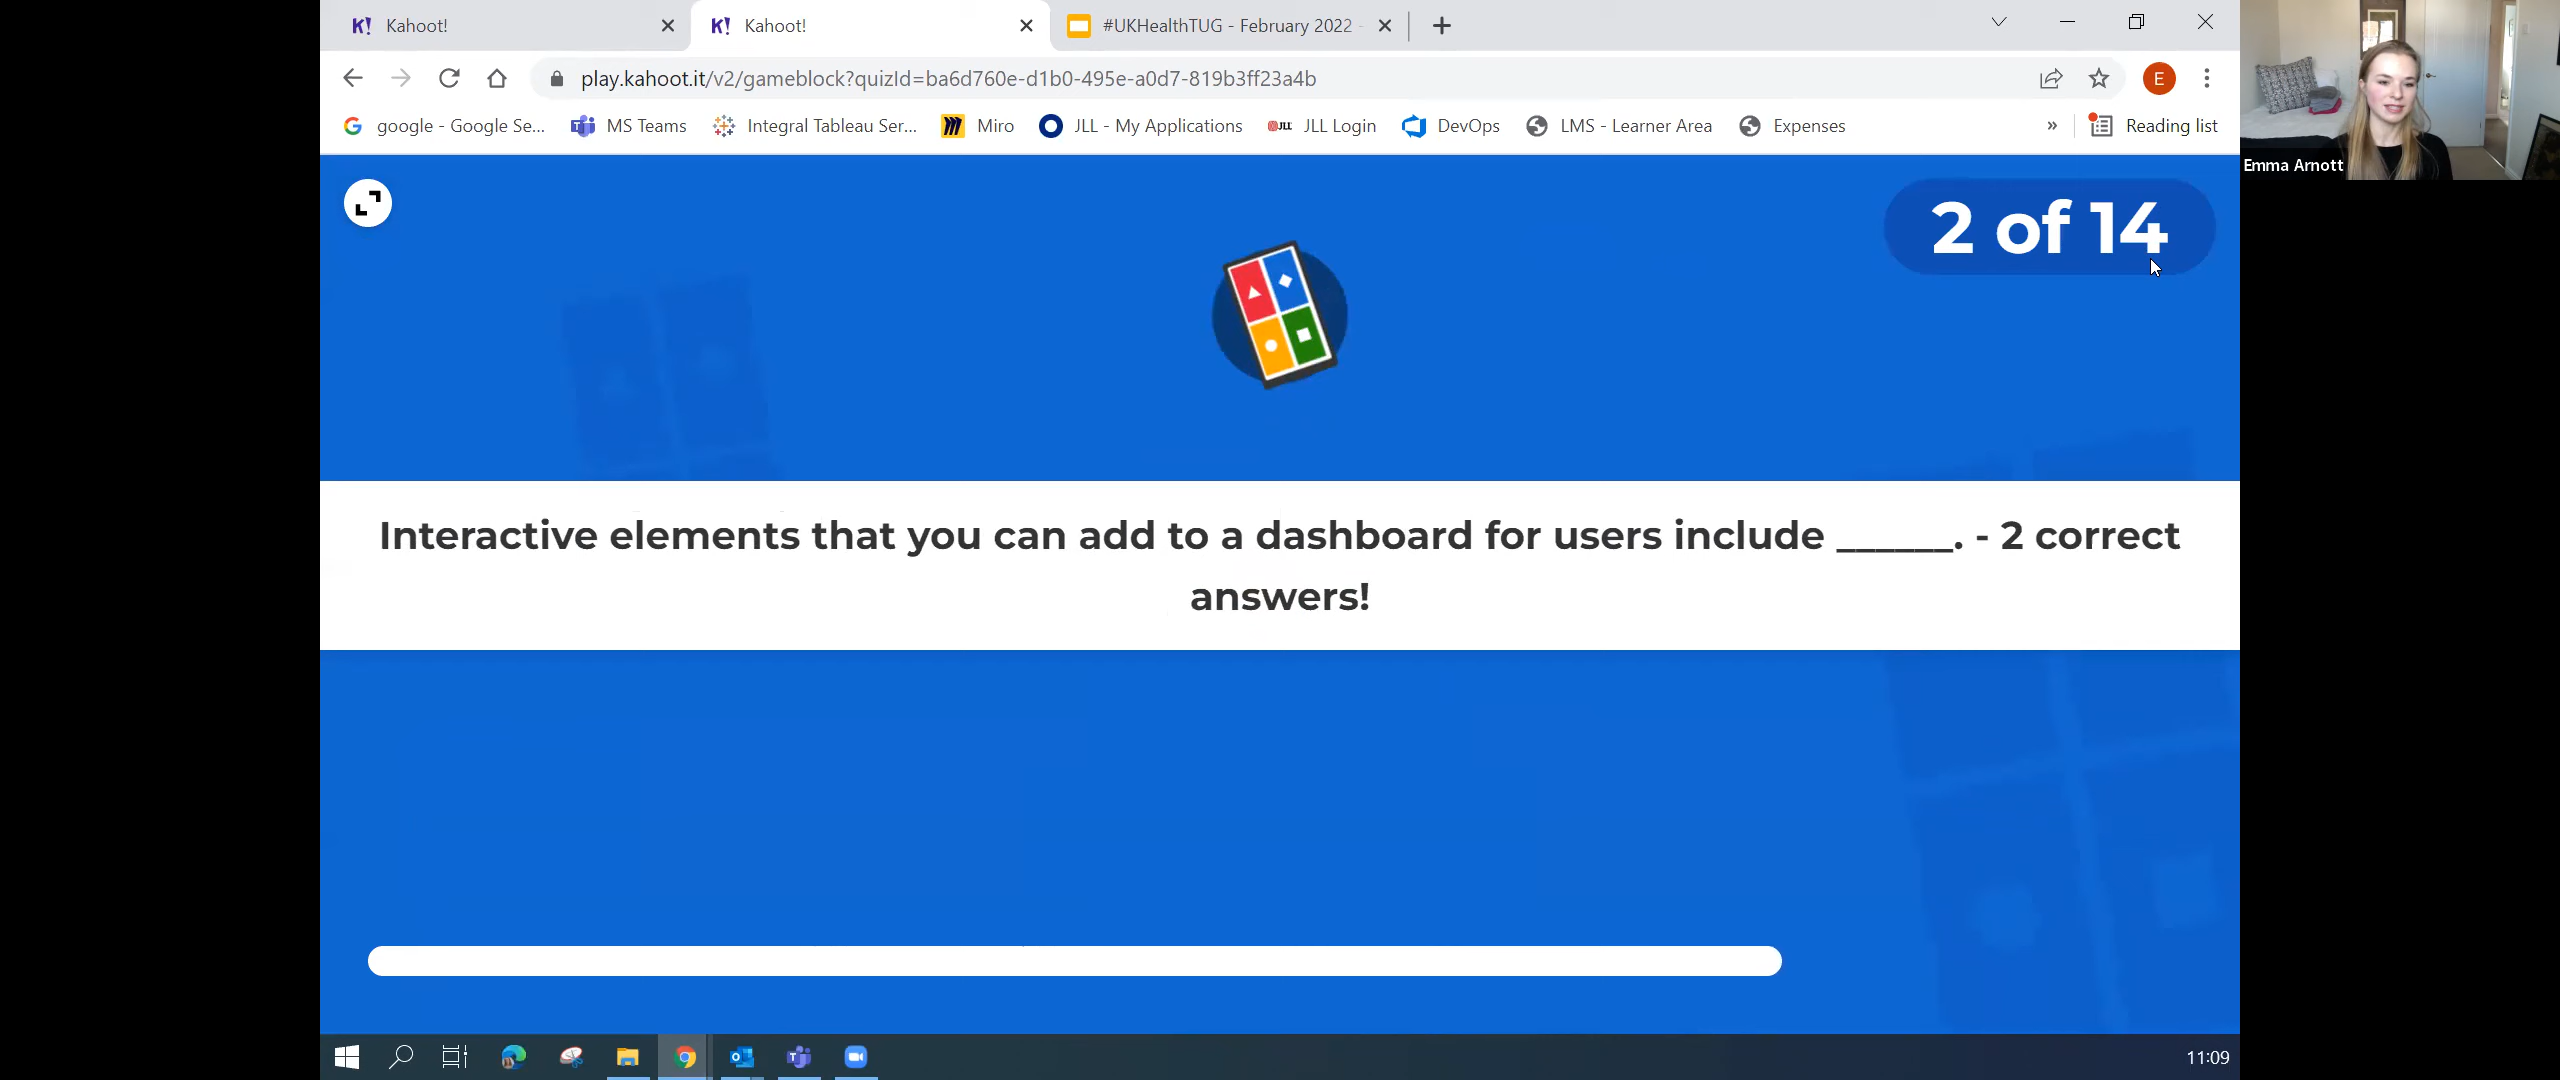 Kahoot!
Kahoot!
#UKHealthTUG - February 2022 -
play.kahoot.it/v2/gameblock?quizId=ba6d760e-d1b0-495e-a0d7-819b3ff23a4b
E
google - Google Se...
MS Teams
Integral Tableau Ser...
Miro
JLL - My Applications
JLL
JLL Login
DevOps
LMS - Learner Area
Expenses
»
Reading list
Emma Arnott
2 of 14
Interactive elements that you can add to a dashboard for users include ______. - 2 correct
answers!
11:09